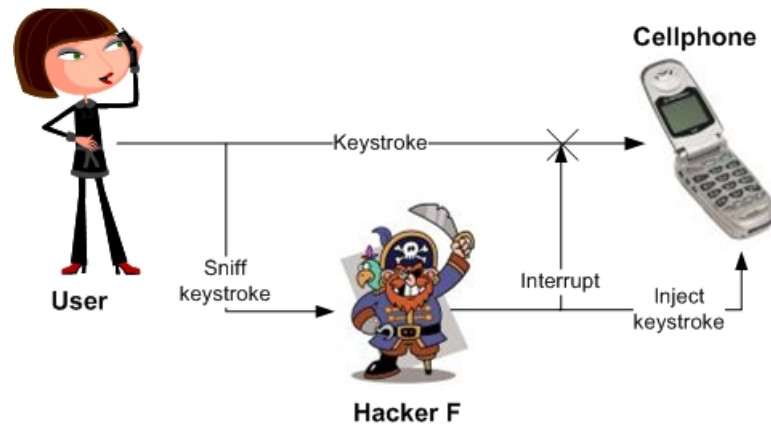 Cellphone
Keystroke
Sniff
keystroke
Interrupt
Inject
keystroke
User
Hacker F